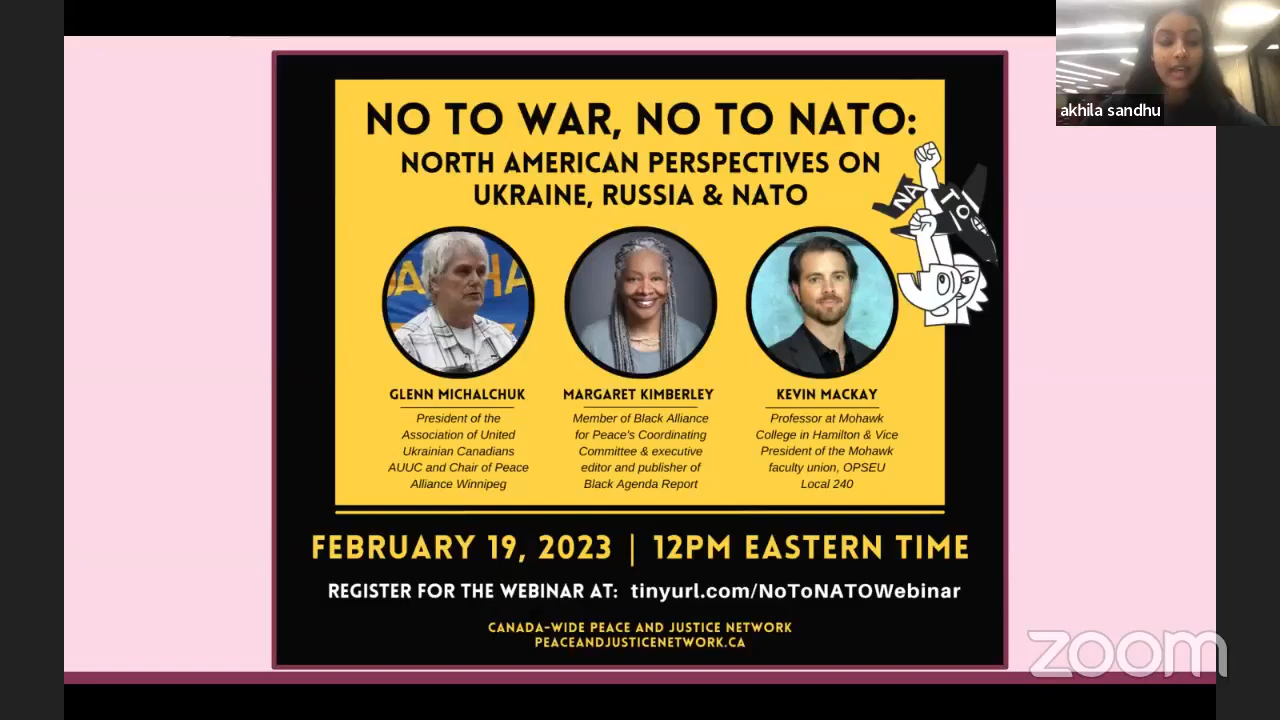 akhila sandhu
NO TO WAR, NO TO NATO:
NORTH AMERICAN PERSPECTIVES ON
UKRAINE, RUSSIA & NATO
NATO
GLENN MICHALCHUK
President of the
Association of United
Ukrainian Canadians
AUUC and Chair of Peace
Alliance Winnipeg
MARGARET KIMBERLEY
Member of Black Alliance
for Peace's Coordinating
Committee & executive
editor and publisher of
Black Agenda Report
KEVIN MACKAY
Professor at Mohawk
College in Hamilton & Vice
President of the Mohawk
faculty union, OPSEU
Local 240
FEBRUARY 19, 2023 | 12PM EASTERN TIME
REGISTER FOR THE WEBINAR AT: tinyurl.com/NoToNATOWebinar
CANADA-WIDE PEACE AND JUSTICE NETWORK
PEACEANDJUSTICENETWORK.CA
zoom